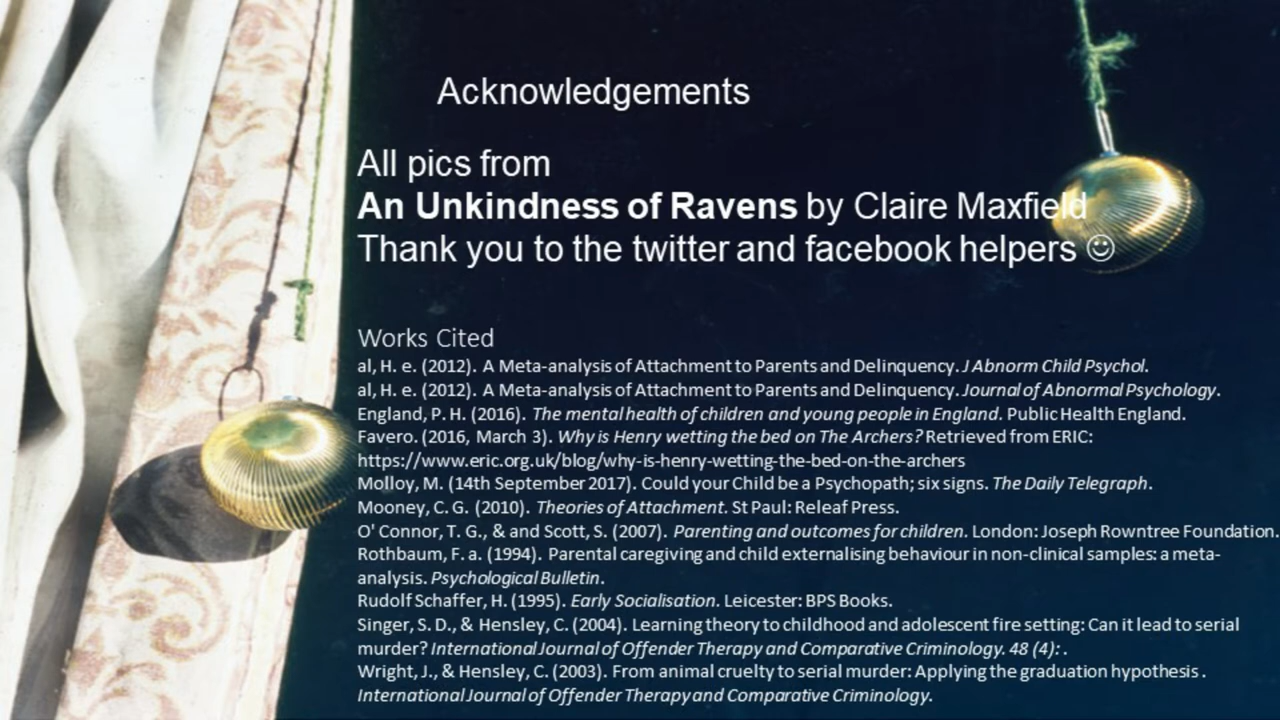 Acknowledgements
All pics from
An Unkindness of Ravens by Claire Maxfield
Thank you to the twitter and facebook helpers ☺
Works Cited
al, H. e. (2012). A Meta-analysis of Attachment to Parents and Delinquency. J Abnorm Child Psychol.
al, H. e. (2012). A Meta-analysis of Attachment to Parents and Delinquency. Journal of Abnormal Psychology.
England, P. H. (2016). The mental health of children and young people in England. Public Health England.
Favero. (2016, March 3). Why is Henry wetting the bed on The Archers? Retrieved from ERIC:
https://www.eric.org.uk/blog/why-is-henry-wetting-the-bed-on-the-archers
Molloy, M. (14th September 2017). Could your Child be a Psychopath; six signs. The Daily Telegraph.
Mooney, C. G. (2010). Theories of Attachment. St Paul: Releaf Press.
O' Connor, T. G., & and Scott, S. (2007). Parenting and outcomes for children. London: Joseph Rowntree Foundation.
Rothbaum, F. a. (1994). Parental caregiving and child externalising behaviour in non-clinical samples: a meta-
analysis. Psychological Bulletin.
Rudolf Schaffer, H. (1995). Early Socialisation. Leicester: BPS Books.
Singer, S. D., & Hensley, C. (2004). Learning theory to childhood and adolescent fire setting: Can it lead to serial
murder? International Journal of Offender Therapy and Comparative Criminology. 48 (4): .
Wright, J., & Hensley, C. (2003). From animal cruelty to serial murder: Applying the graduation hypothesis .
International Journal of Offender Therapy and Comparative Criminology.